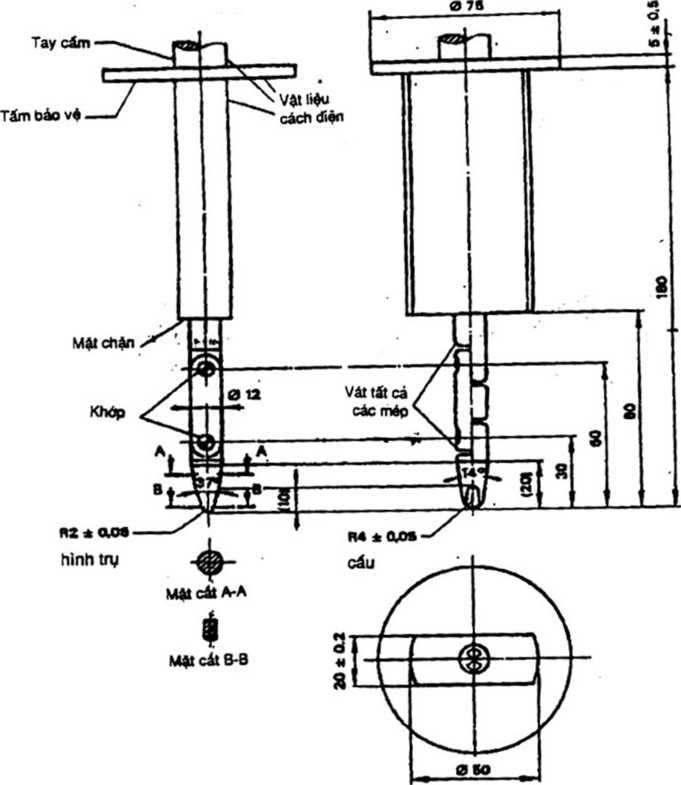 Ø 75
5 ± 0,5
Tay cầm
Vật liệu
cách điện
Tấm bảo vệ
180
Mặt chặn
Khớp
Ø 12
Vát tất cả
các mép
80
60
30
(20)
A
A
37°
14°
B
B
(10)
R2 ± 0,05
hình trụ
R4 ± 0,05
cầu
Mặt cắt A-A
Mặt cắt B-B
20 ± 0.2
Ø 50